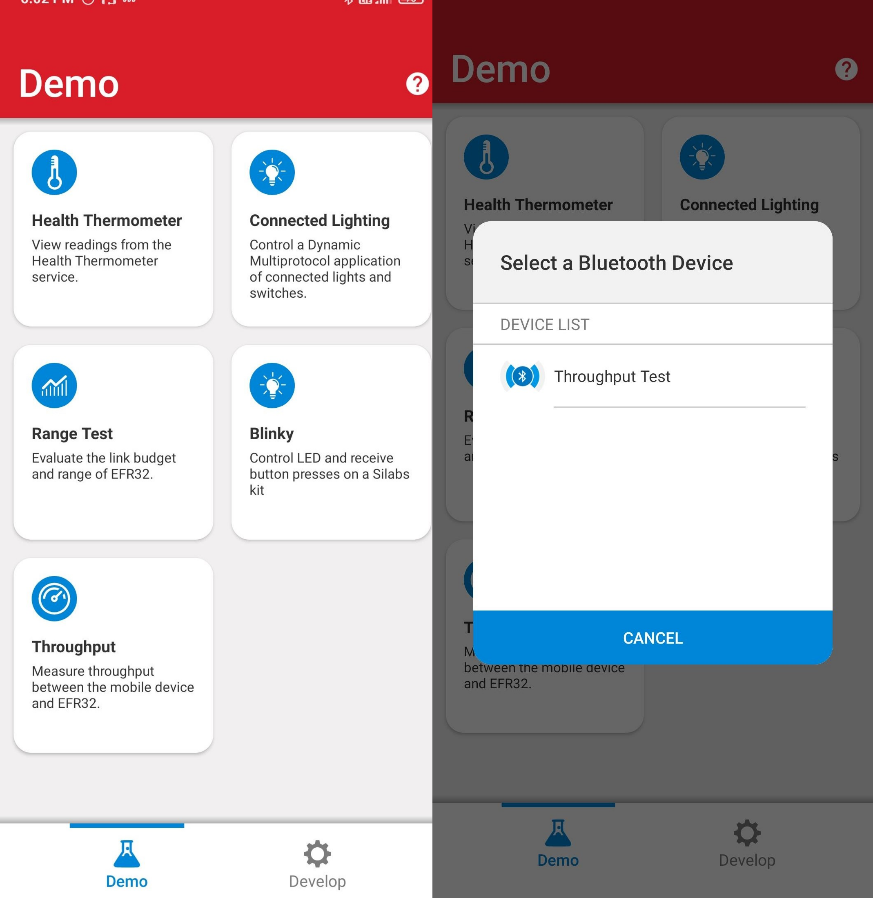 Demo
Health Thermometer
View readings from the
Health Thermometer
service.
Connected Lighting
Control a Dynamic
Multiprotocol application
of connected lights and
switches.
Range Test
Evaluate the link budget
and range of EFR32.
Blinky
Control LED and receive
button presses on a Silabs
kit
Throughput
Measure throughput
between the mobile device
and EFR32.
Demo
Develop
Demo
Health Thermometer
Connected Lighting
Select a Bluetooth Device
DEVICE LIST
Throughput Test
CANCEL
between the mobile device
and EFR32.
Demo
Develop